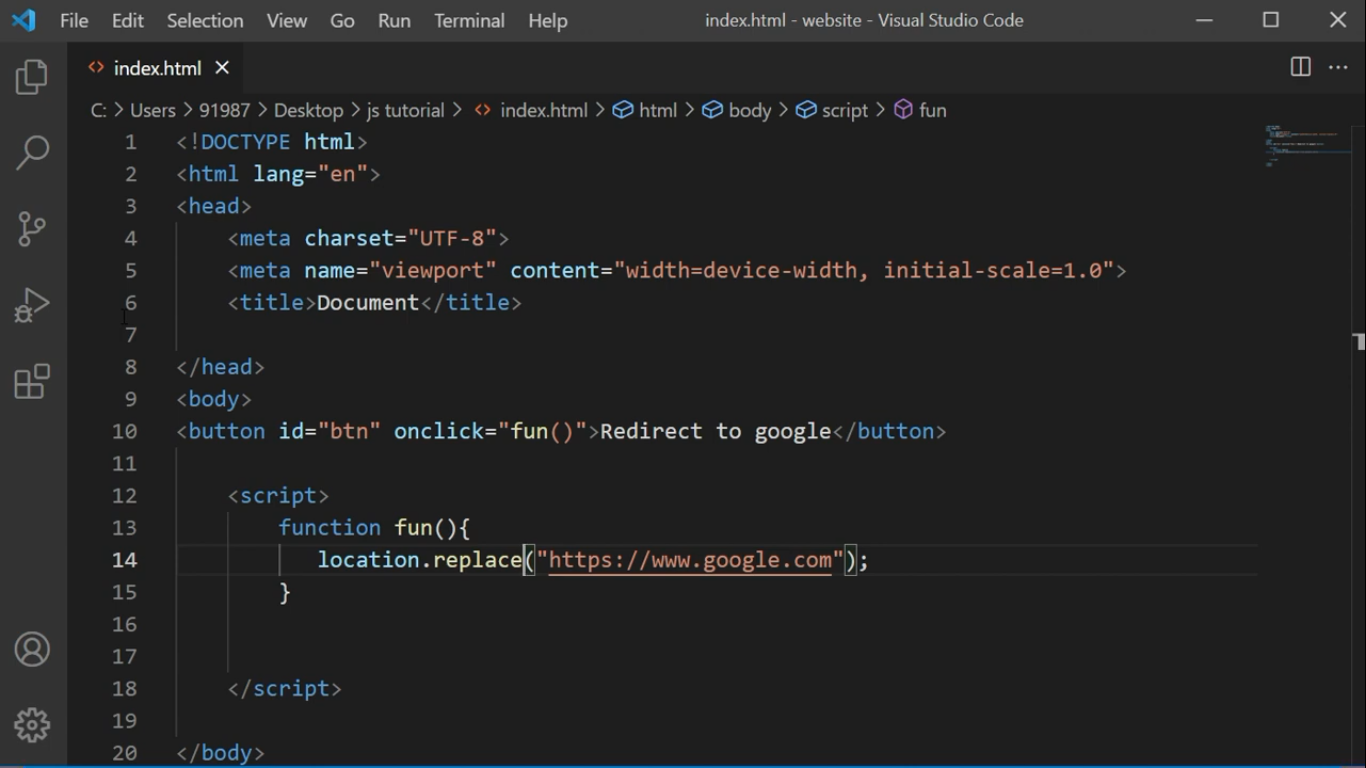 File Edit Selection View Go Run Terminal Help index.html - website - Visual Studio Code
index.html
C: > Users > 91987 > Desktop > js tutorial > index.html > html > body > script > fun
1 <!DOCTYPE html>
2 <html lang="en">
3 <head>
4 <meta charset="UTF-8">
5 <meta name="viewport" content="width=device-width, initial-scale=1.0">
6 <title>Document</title>
7
8 </head>
9 <body>
10 <button id="btn" onclick="fun()">Redirect to google</button>
11
12 <script>
13 function fun(){
14 location.replace("https://www.google.com");
15 }
16
17
18 </script>
19
20 </body>